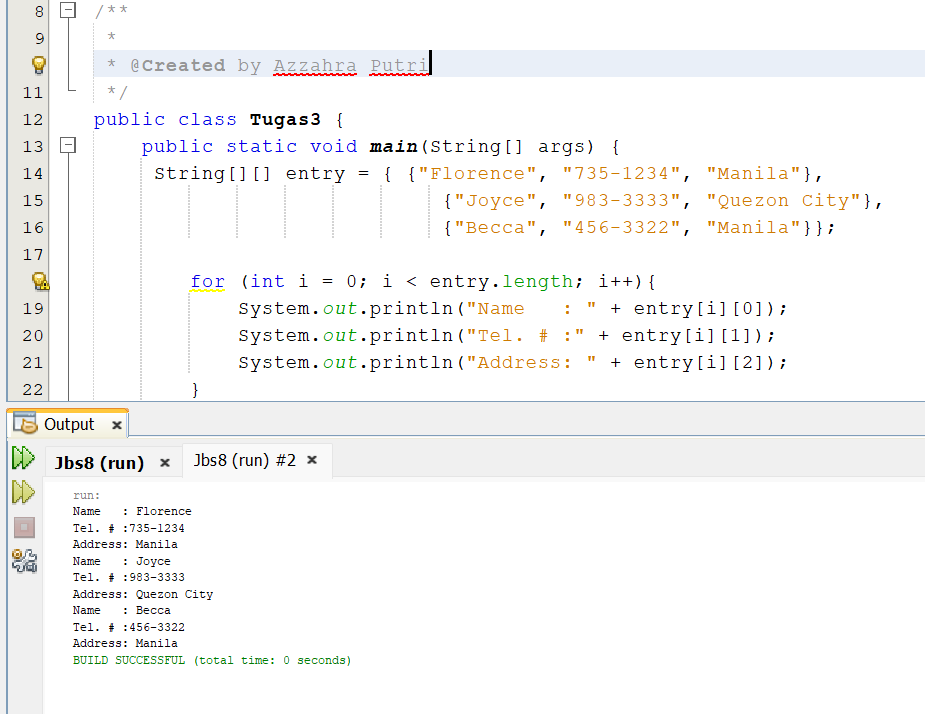 8 /**
9 *
* @Created by Azzahra Putri
11 */
12 public class Tugas3 {
13 public static void main(String[] args) {
14 String[][] entry = { {"Florence", "735-1234", "Manila"},
15 {"Joyce", "983-3333", "Quezon City"},
16 {"Becca", "456-3322", "Manila"}};
17
for (int i = 0; i < entry.length; i++){
19 System.out.println("Name   : " + entry[i][0]);
20 System.out.println("Tel. # :" + entry[i][1]);
21 System.out.println("Address: " + entry[i][2]);
22 }
Output
Jbs8 (run) Jbs8 (run) #2
run:
Name   : Florence
Tel. # :735-1234
Address: Manila
Name   : Joyce
Tel. # :983-3333
Address: Quezon City
Name   : Becca
Tel. # :456-3322
Address: Manila
BUILD SUCCESSFUL (total time: 0 seconds)